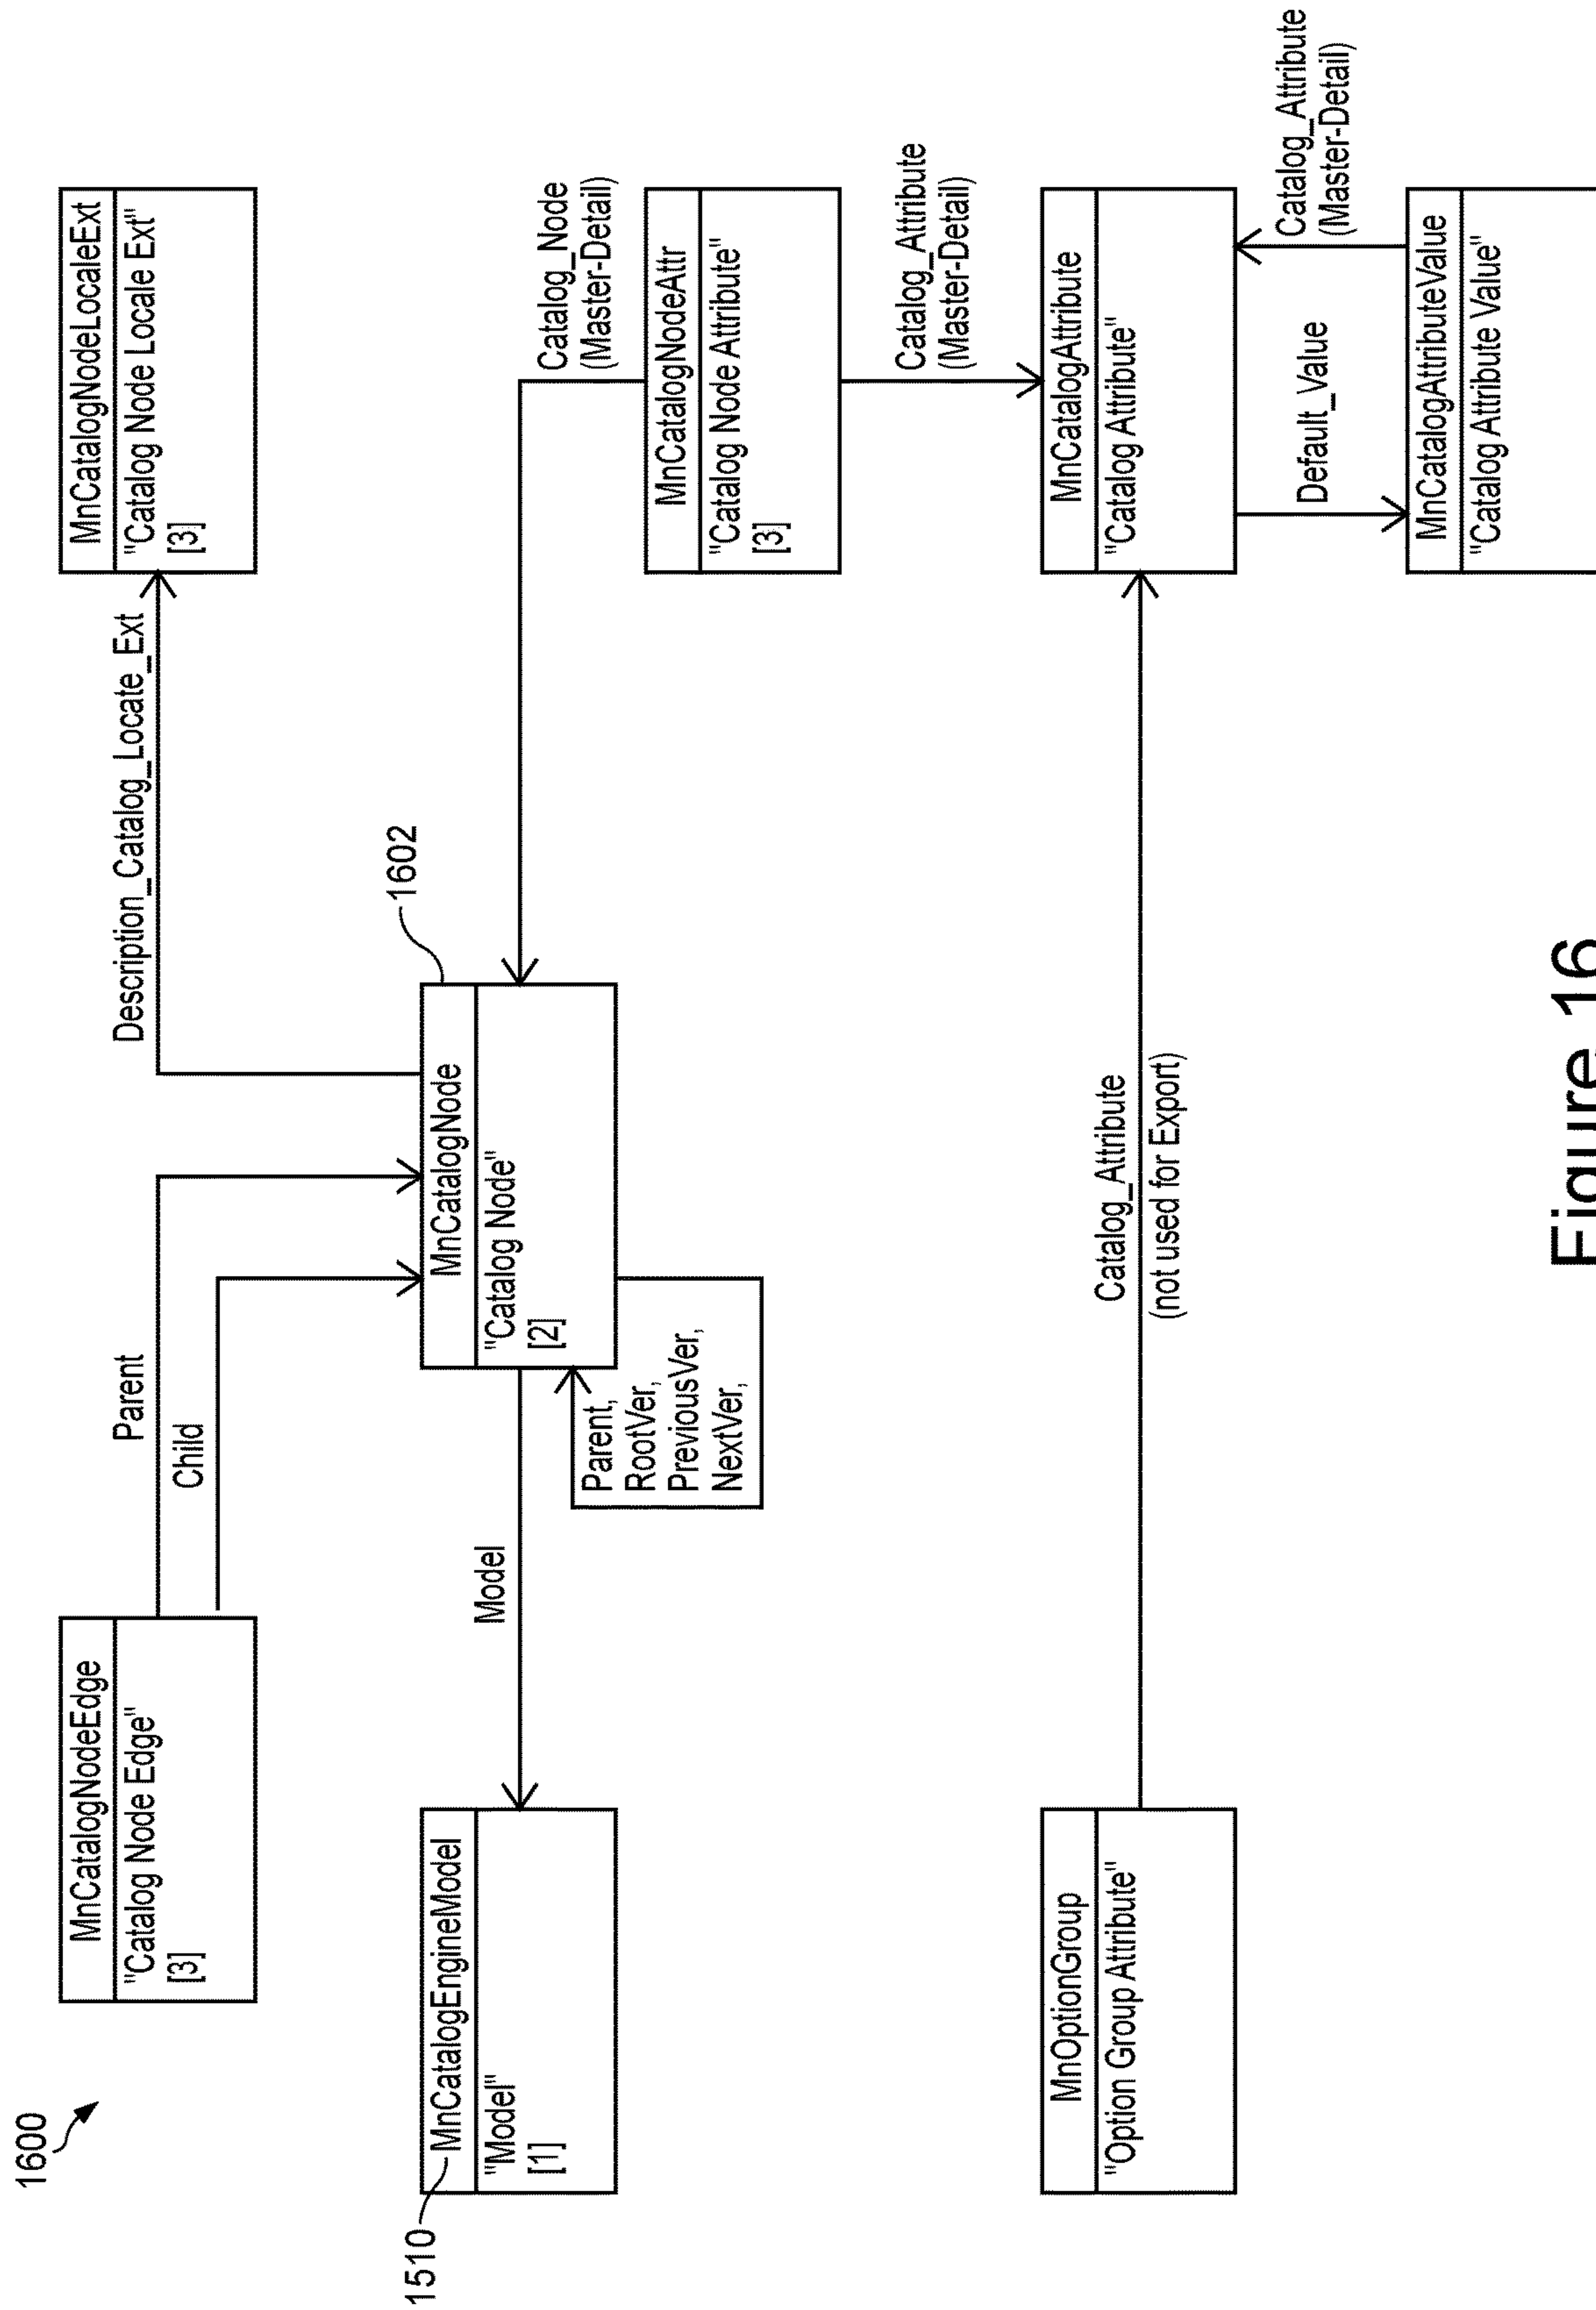 1600
MnCatalogNodeEdge
"Catalog Node Edge"
[3]
Parent
Child
Description_Catalog_Locate_Ext
MnCatalogNodeLocaleExt
"Catalog Node Locale Ext"
[3]
1510
MnCatalogEngineModel
"Model"
[1]
Model
1602
MnCatalogNode
"Catalog Node"
[2]
Parent,
RootVer,
PreviousVer,
NextVer,
Catalog_Node
(Master-Detail)
MnCatalogNodeAttr
"Catalog Node Attribute"
[3]
Catalog_Attribute
(Master-Detail)
MnOptionGroup
"Option Group Attribute"
Catalog_Attribute
(not used for Export)
MnCatalogAttribute
"Catalog Attribute"
Default_Value
Catalog_Attribute
(Master-Detail)
MnCatalogAttributeValue
"Catalog Attribute Value"
Figure 16